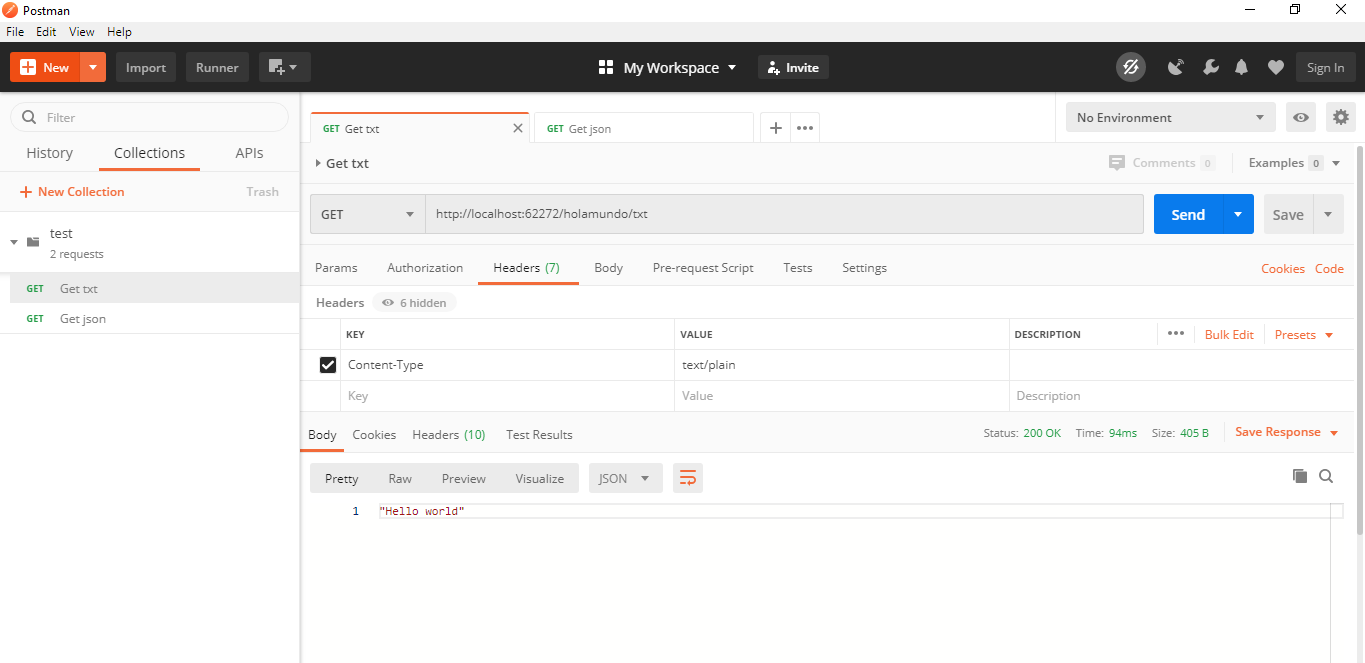 Postman
File Edit View Help
New Import Runner My Workspace Invite Sign In
Filter
History Collections APIs
New Collection Trash
test
2 requests
GET Get txt
GET Get json
GET Get txt GET Get json No Environment
Get txt Comments 0 Examples 0
GET http://localhost:62272/holamundo/txt Send Save
Params Authorization Headers (7) Body Pre-request Script Tests Settings Cookies Code
Headers 6 hidden
KEY VALUE DESCRIPTION Bulk Edit Presets
Content-Type text/plain
Key Value Description
Body Cookies Headers (10) Test Results Status: 200 OK Time: 94ms Size: 405 B Save Response
Pretty Raw Preview Visualize JSON
1 "Hello world"